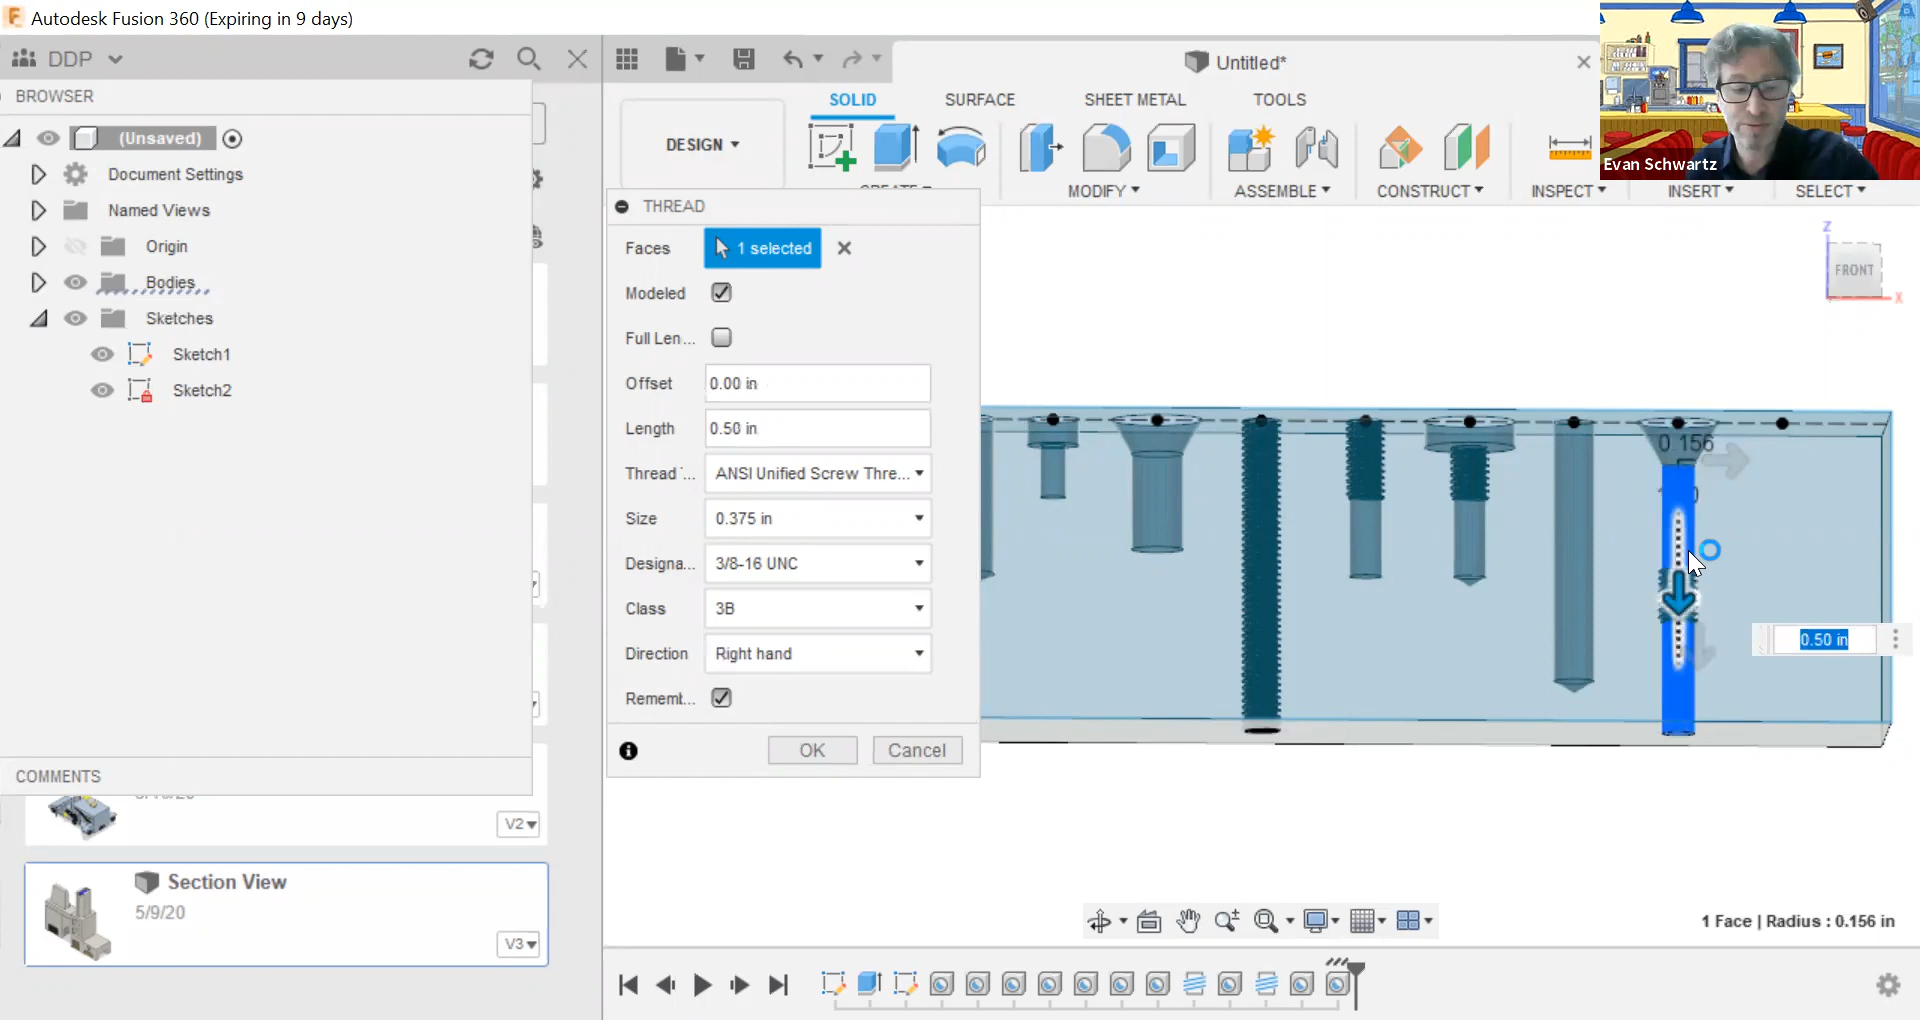 Autodesk Fusion 360 (Expiring in 9 days)
DDP
Untitled*
BROWSER
SOLID
SURFACE
SHEET METAL
TOOLS
(Unsaved)
DESIGN
Evan Schwartz
Document Settings
MODIFY
ASSEMBLE
CONSTRUCT
INSPECT
INSERT
SELECT
Named Views
Origin
Bodies
Sketches
Sketch1
Sketch2
THREAD
Faces
1 selected
Modeled
Full Len...
Offset
0.00 in
Length
0.50 in
Thread
ANSI Unified Screw Thre...
Size
0.375 in
Designa...
3/8-16 UNC
Class
3B
Direction
Right hand
Rememt...
OK
Cancel
Z
FRONT
X
0.156
0.50 in
COMMENTS
V2
Section View
5/9/20
V3
1 Face | Radius : 0.156 in